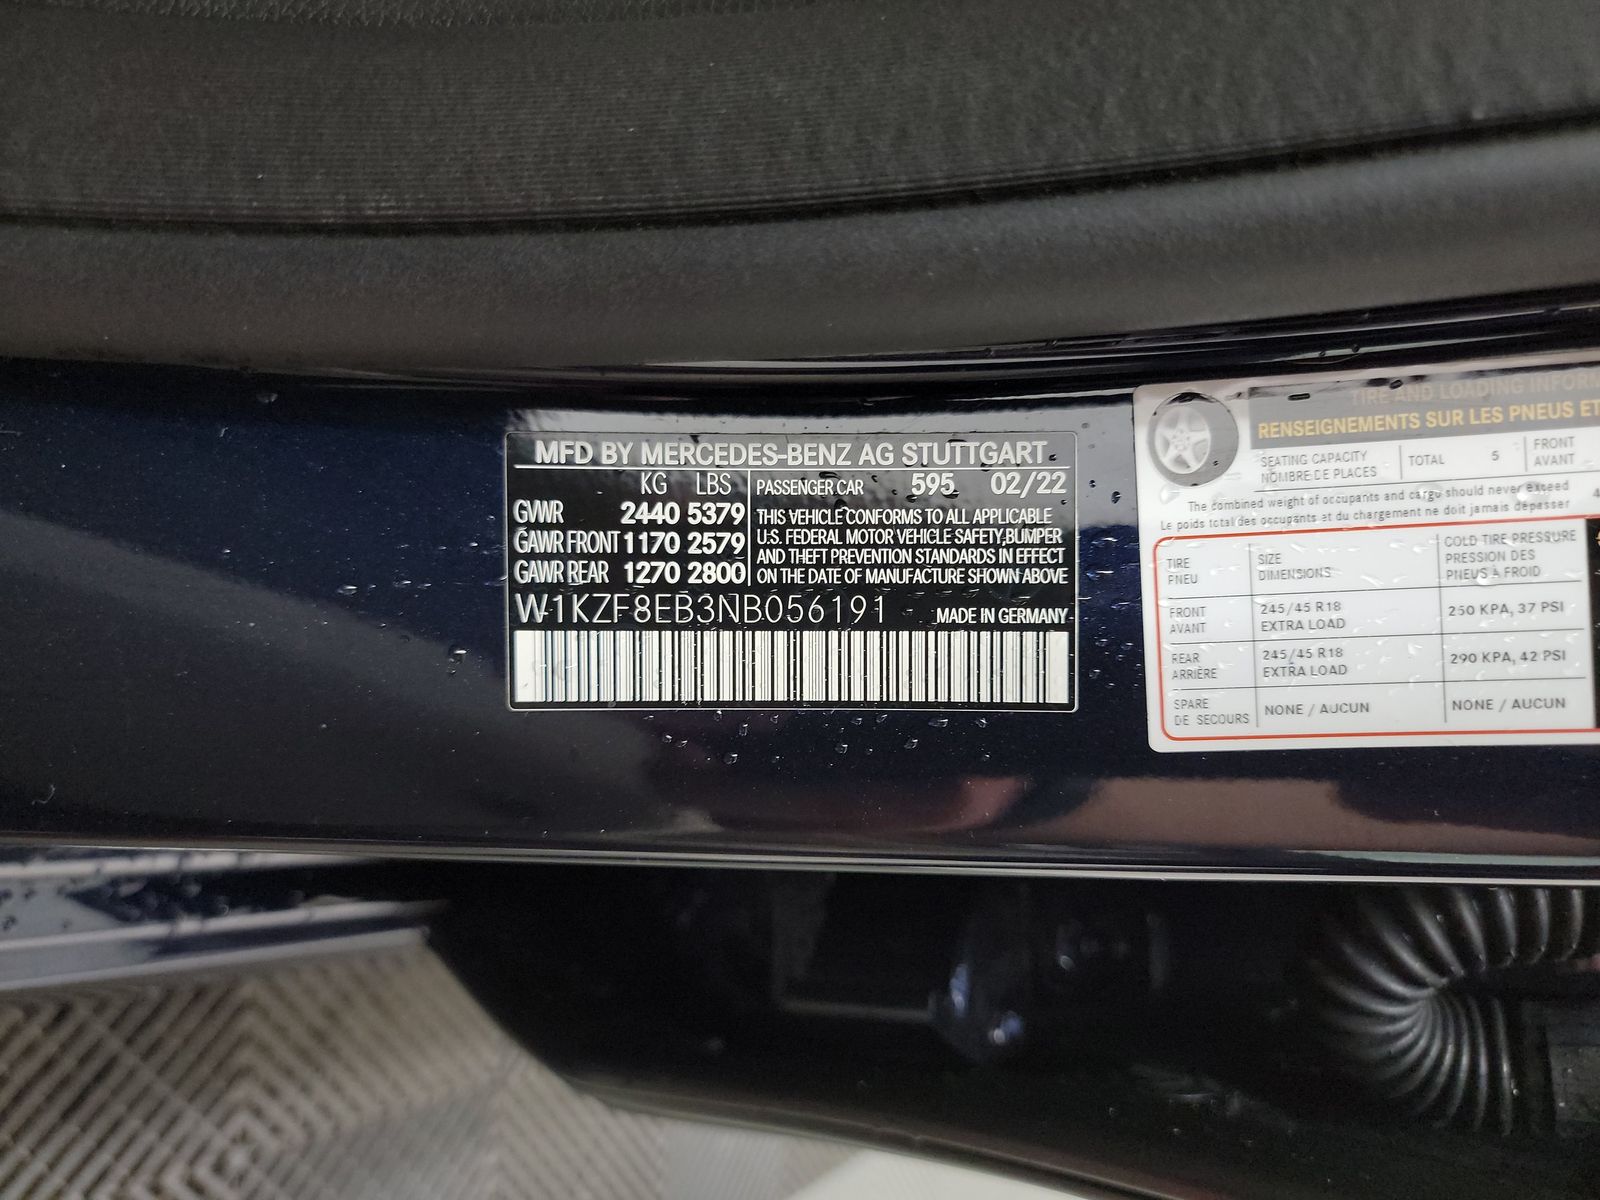 MFD BY MERCEDES-BENZ AG STUTTGART
KG LBS
GVWR 2440 5379
GAWR FRONT 1170 2579
GAWR REAR 1270 2800
PASSENGER CAR 595 02/22
THIS VEHICLE CONFORMS TO ALL APPLICABLE
U.S. FEDERAL MOTOR VEHICLE SAFETY,BUMPER
AND THEFT PREVENTION STANDARDS IN EFFECT
ON THE DATE OF MANUFACTURE SHOWN ABOVE
W1KZF8EB3NB056191 MADE IN GERMANY
TIRE AND LOADING INFORM
RENSEIGNEMENTS SUR LES PNEUS ET
SEATING CAPACITY
NOMBRE DE PLACES
TOTAL 5
FRONT
AVANT
The combined weight of occupants and cargo should never exceed
Le poids total des occupants et du chargement ne doit jamais dépasser
TIRE
PNEU
SIZE
DIMENSIONS
COLD TIRE PRESSURE
PRESSION DES
PNEUS À FROID
FRONT
AVANT
245/45 R18
EXTRA LOAD
250 KPA, 37 PSI
REAR
ARRIÈRE
245/45 R18
EXTRA LOAD
290 KPA, 42 PSI
SPARE
DE SECOURS
NONE / AUCUN
NONE / AUCUN